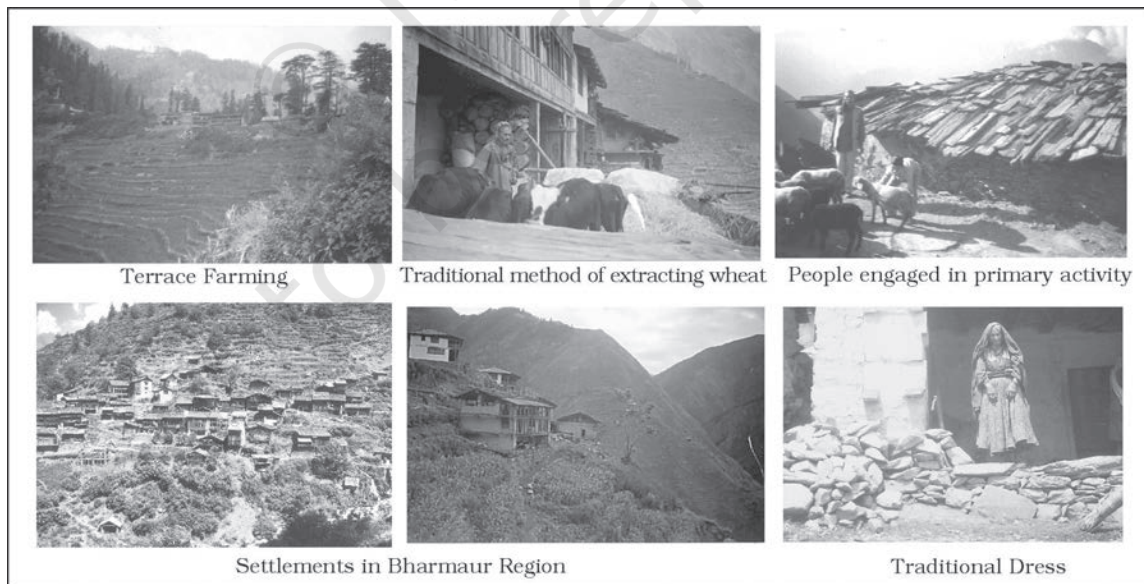 Terrace Farming
Traditional method of extracting wheat
People engaged in primary activity
Settlements in Bharmaur Region
Traditional Dress